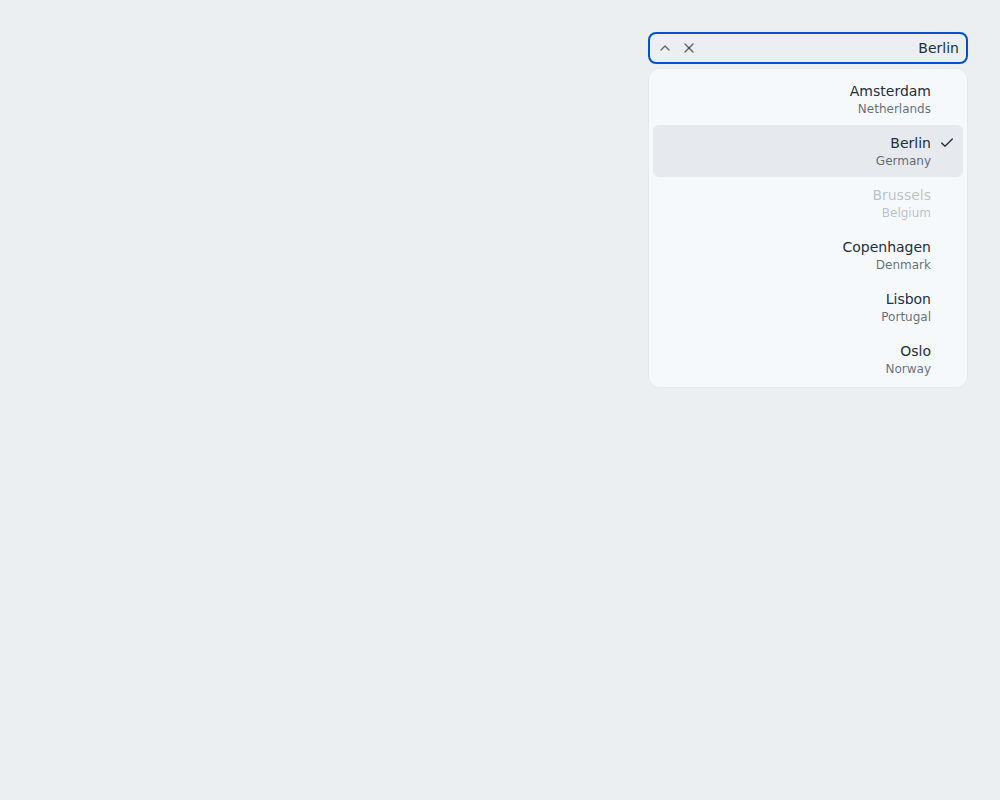 Berlin
Amsterdam
Netherlands
Berlin
Germany
Brussels
Belgium
Copenhagen
Denmark
Lisbon
Portugal
Oslo
Norway